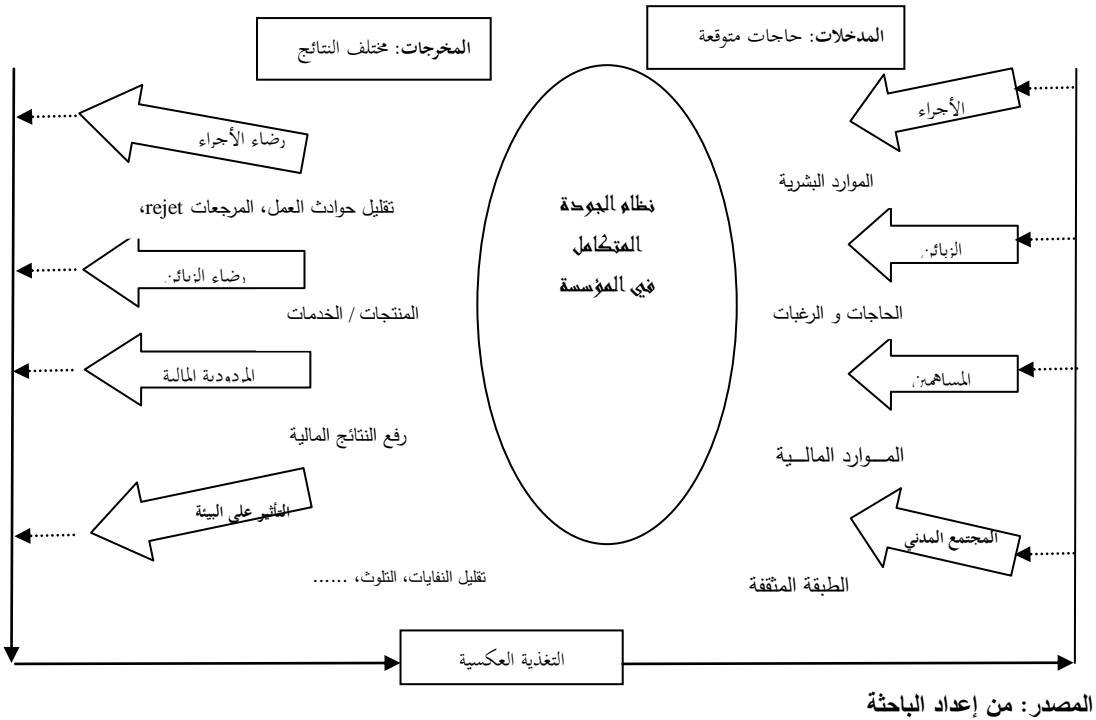 المدخلات: حاجات متوقعة
المخرجات: مختلف النتائج
الأجراء
الموارد البشرية
الزبائن
الحاجات و الرغبات
المساهمين
المــوارد المالــية
المجتمع المدني
الطبقة المثقفة
نظام الجودة
المتكامل
في المؤسسة
رضاء الأجراء
تقليل حوادث العمل، المرجعات rejet،
رضاء الزبائن
المنتجات / الخدمات
المردودية المالية
رفع النتائج المالية
التأثير على البيئة
تقليل النفايات، التلوث، ......
التغذية العكسية
المصدر: من إعداد الباحثة